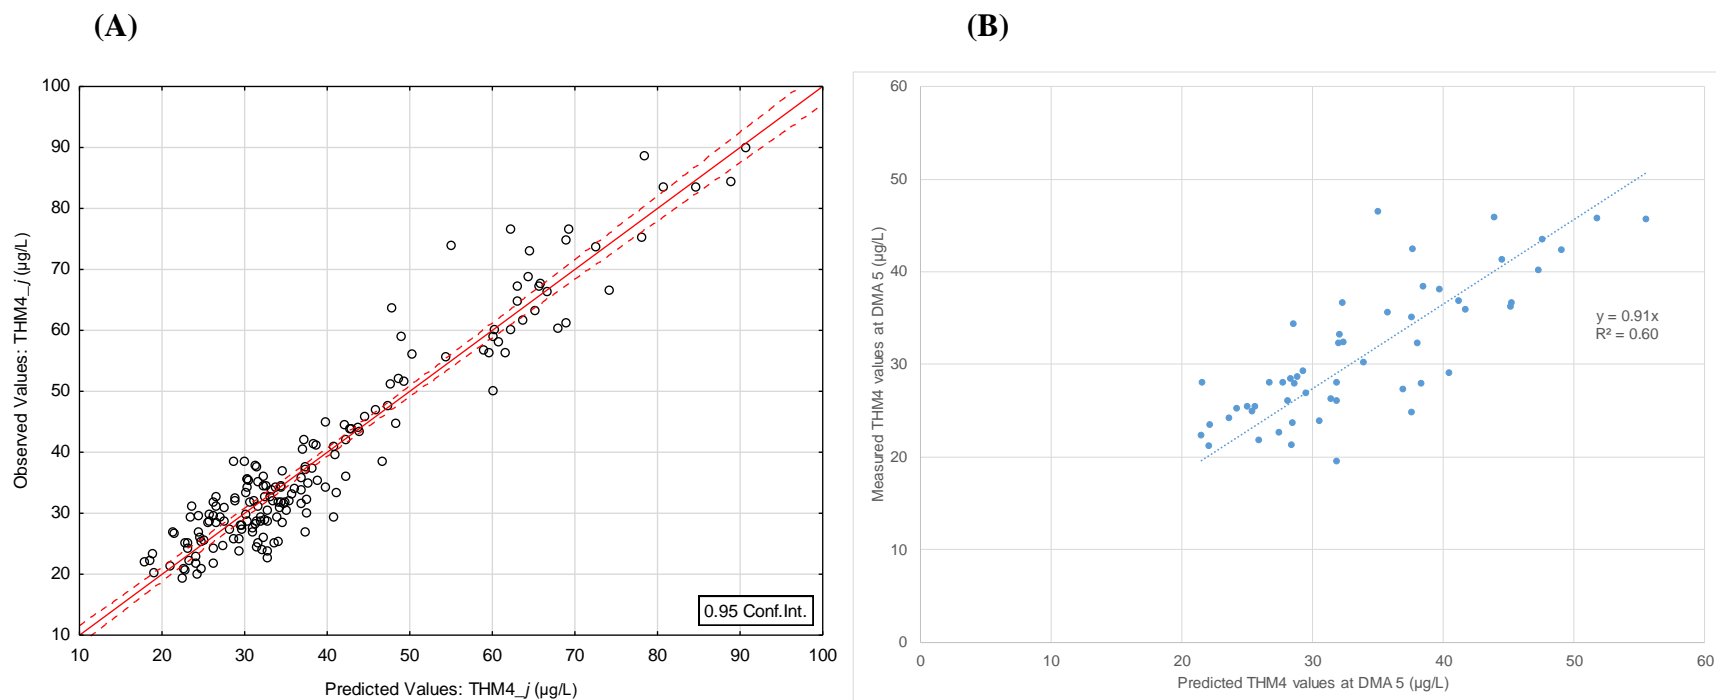 (A)
(B)
100
90
80
70
60
50
40
30
20
10
Observed Values: THM4_j (µg/L)
0.95 Conf.Int.
10 20 30 40 50 60 70 80 90 100
Predicted Values: THM4_j (µg/L)
60
50
40
30
20
10
0
Measured THM4 values at DMA 5 (µg/L)
y = 0.91x
R² = 0.60
0 10 20 30 40 50 60
Predicted THM4 values at DMA 5 (µg/L)